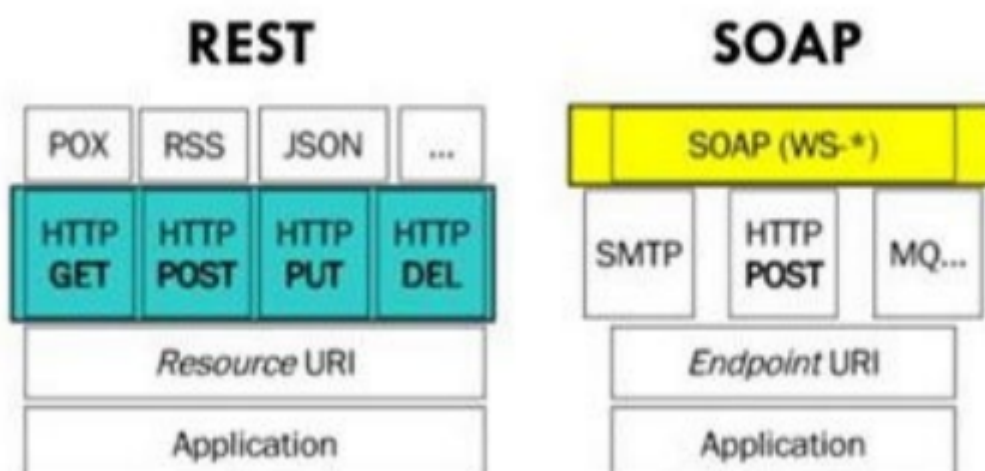 REST
POX RSS JSON ...
HTTP GET HTTP POST HTTP PUT HTTP DEL
Resource URI
Application
SOAP
SOAP (WS-*)
SMTP HTTP POST MQ...
Endpoint URI
Application